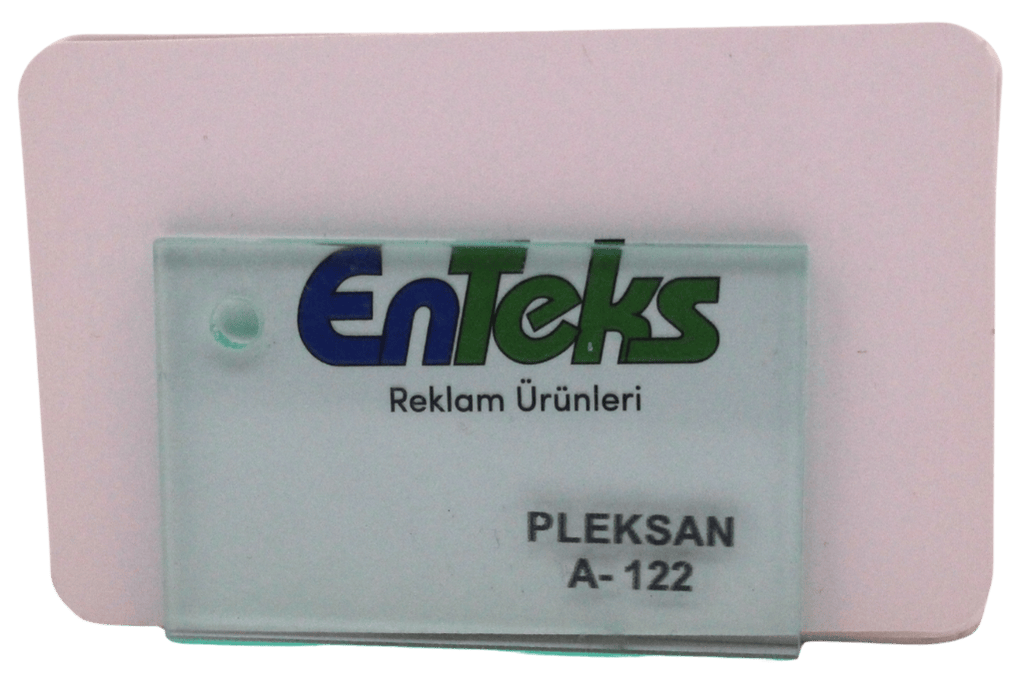 EnTeks
Reklam Ürünleri
PLEKSAN
A- 122